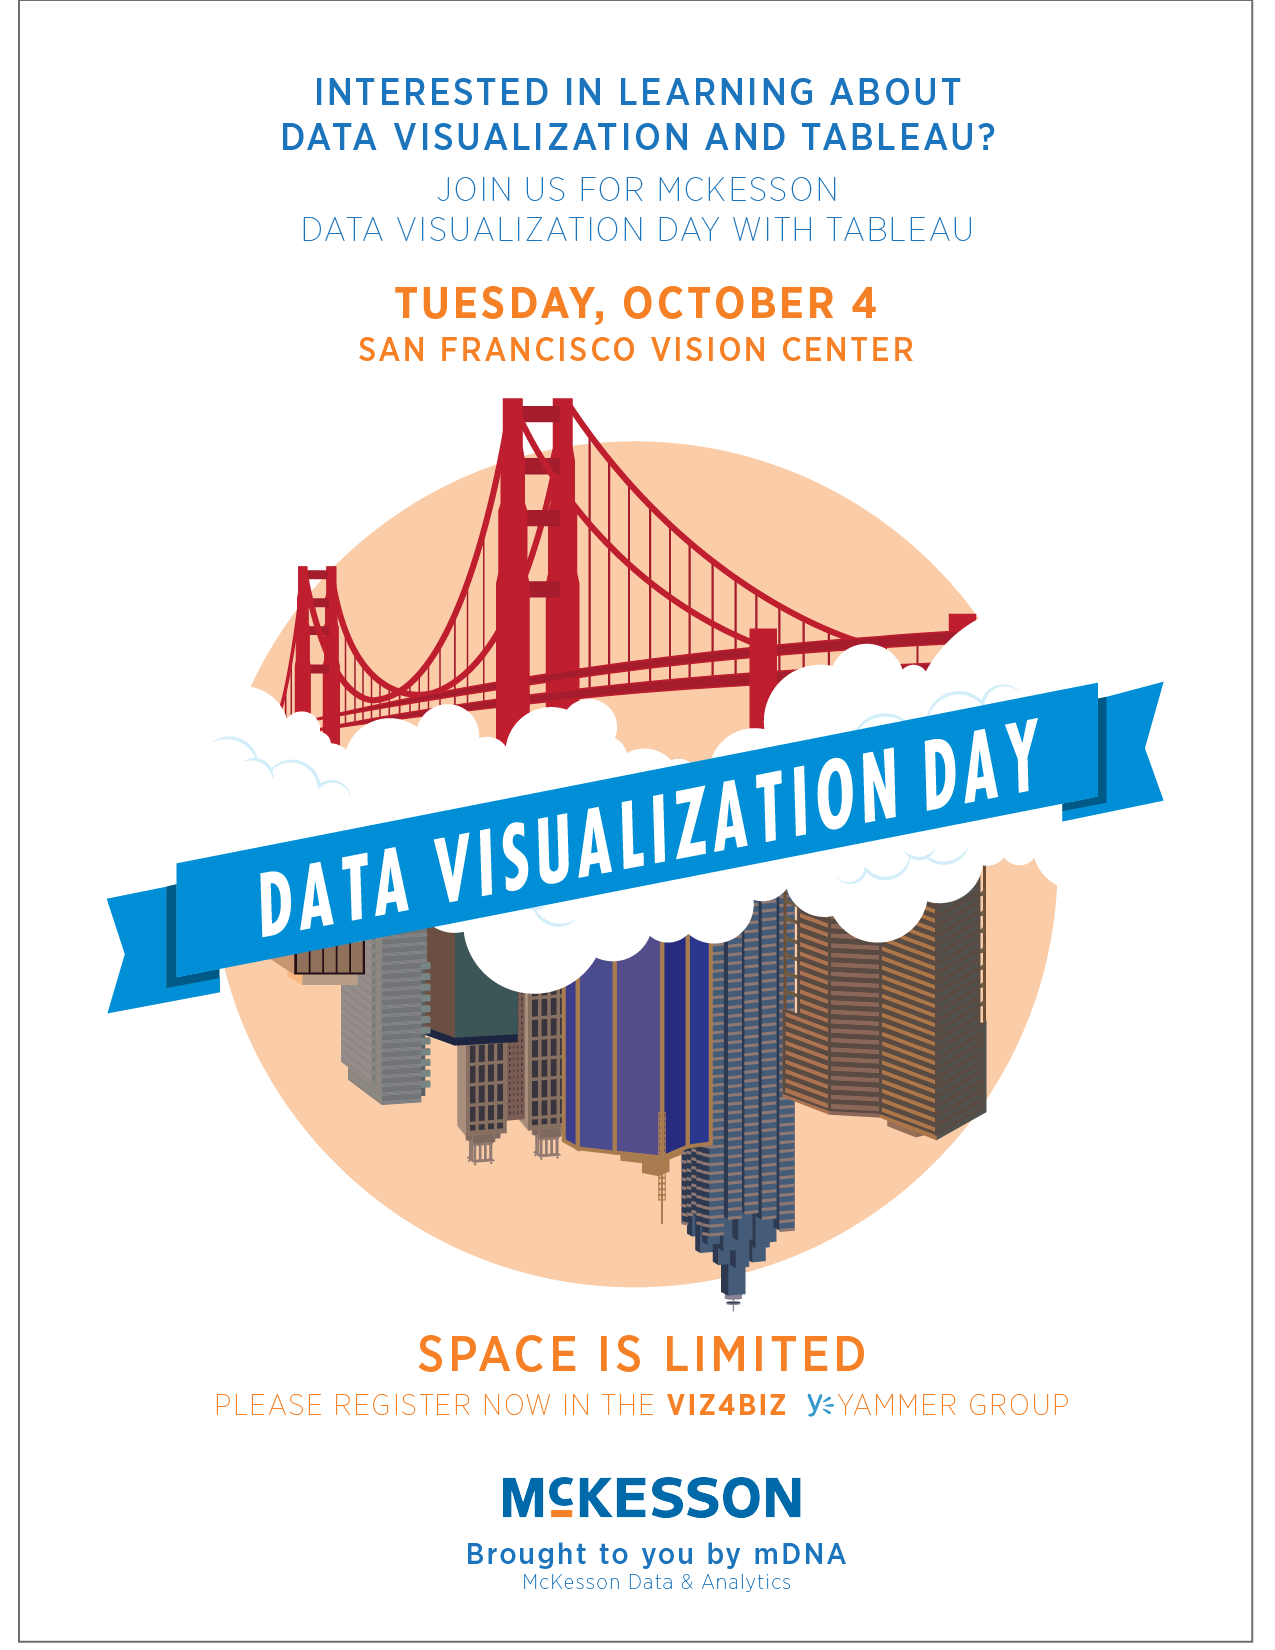 INTERESTED IN LEARNING ABOUT
DATA VISUALIZATION AND TABLEAU?
JOIN US FOR MCKESSON
DATA VISUALIZATION DAY WITH TABLEAU
TUESDAY, OCTOBER 4
SAN FRANCISCO VISION CENTER
DATA VISUALIZATION DAY
SPACE IS LIMITED
PLEASE REGISTER NOW IN THE VIZ4BIZ y YAMMER GROUP
McKESSON
Brought to you by mDNA
McKesson Data & Analytics